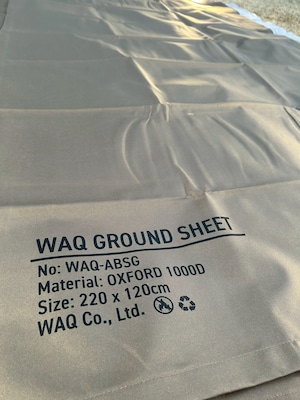 WAQ GROUND SHEET
No: WAQ-ABSG
Material: OXFORD 1000D
Size: 220 x 120cm
WAQ Co., Ltd.